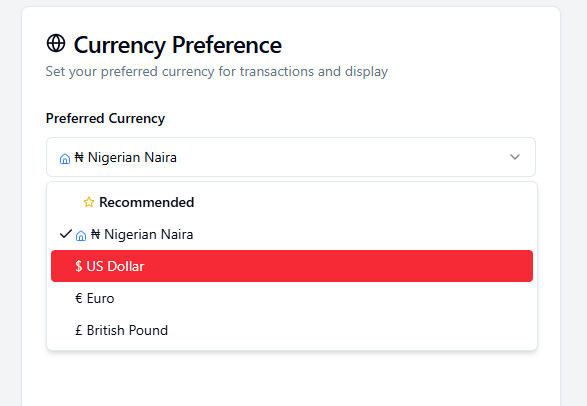 Currency Preference
Set your preferred currency for transactions and display
Preferred Currency
₦ Nigerian Naira
Recommended
₦ Nigerian Naira
$ US Dollar
€ Euro
£ British Pound